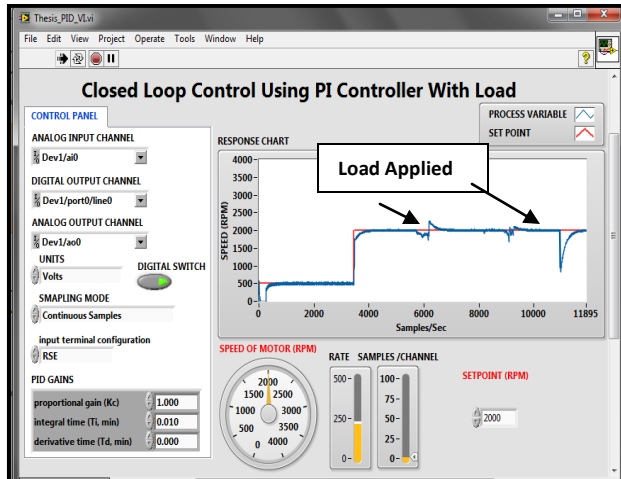 Thesis_PID_VI.vi
File Edit View Project Operate Tools Window Help
Closed Loop Control Using PI Controller With Load
CONTROL PANEL
PROCESS VARIABLE
SET POINT
ANALOG INPUT CHANNEL
Dev1/ai0
DIGITAL OUTPUT CHANNEL
Dev1/port0/line0
ANALOG OUTPUT CHANNEL
Dev1/ao0
UNITS
Volts
DIGITAL SWITCH
SMAPLING MODE
Continuous Samples
input terminal configuration
RSE
PID GAINS
proportional gain (Kc) 1.000
integral time (Ti, min) 0.010
derivative time (Td, min) 0.000
RESPONSE CHART
Load Applied
SPEED (RPM)
4000
3500
3000
2500
2000
1500
1000
500
0
0 2000 4000 6000 8000 10000 11895
Samples/Sec
SPEED OF MOTOR (RPM)
0 500 1000 1500 2000 2500 3000 3500 4000
RATE
500
250
0
SAMPLES /CHANNEL
100
75
50
25
0
SETPOINT (RPM)
2000